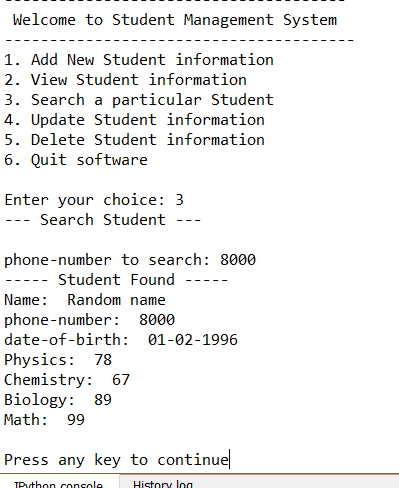 --------------------------------------
 Welcome to Student Management System
---------------------------------------
1. Add New Student information
2. View Student information
3. Search a particular Student
4. Update Student information
5. Delete Student information
6. Quit software
Enter your choice: 3
--- Search Student ---
phone-number to search: 8000
----- Student Found -----
Name:  Random name
phone-number:  8000
date-of-birth:  01-02-1996
Physics:  78
Chemistry:  67
Biology:  89
Math:  99
Press any key to continue
IPython console History log